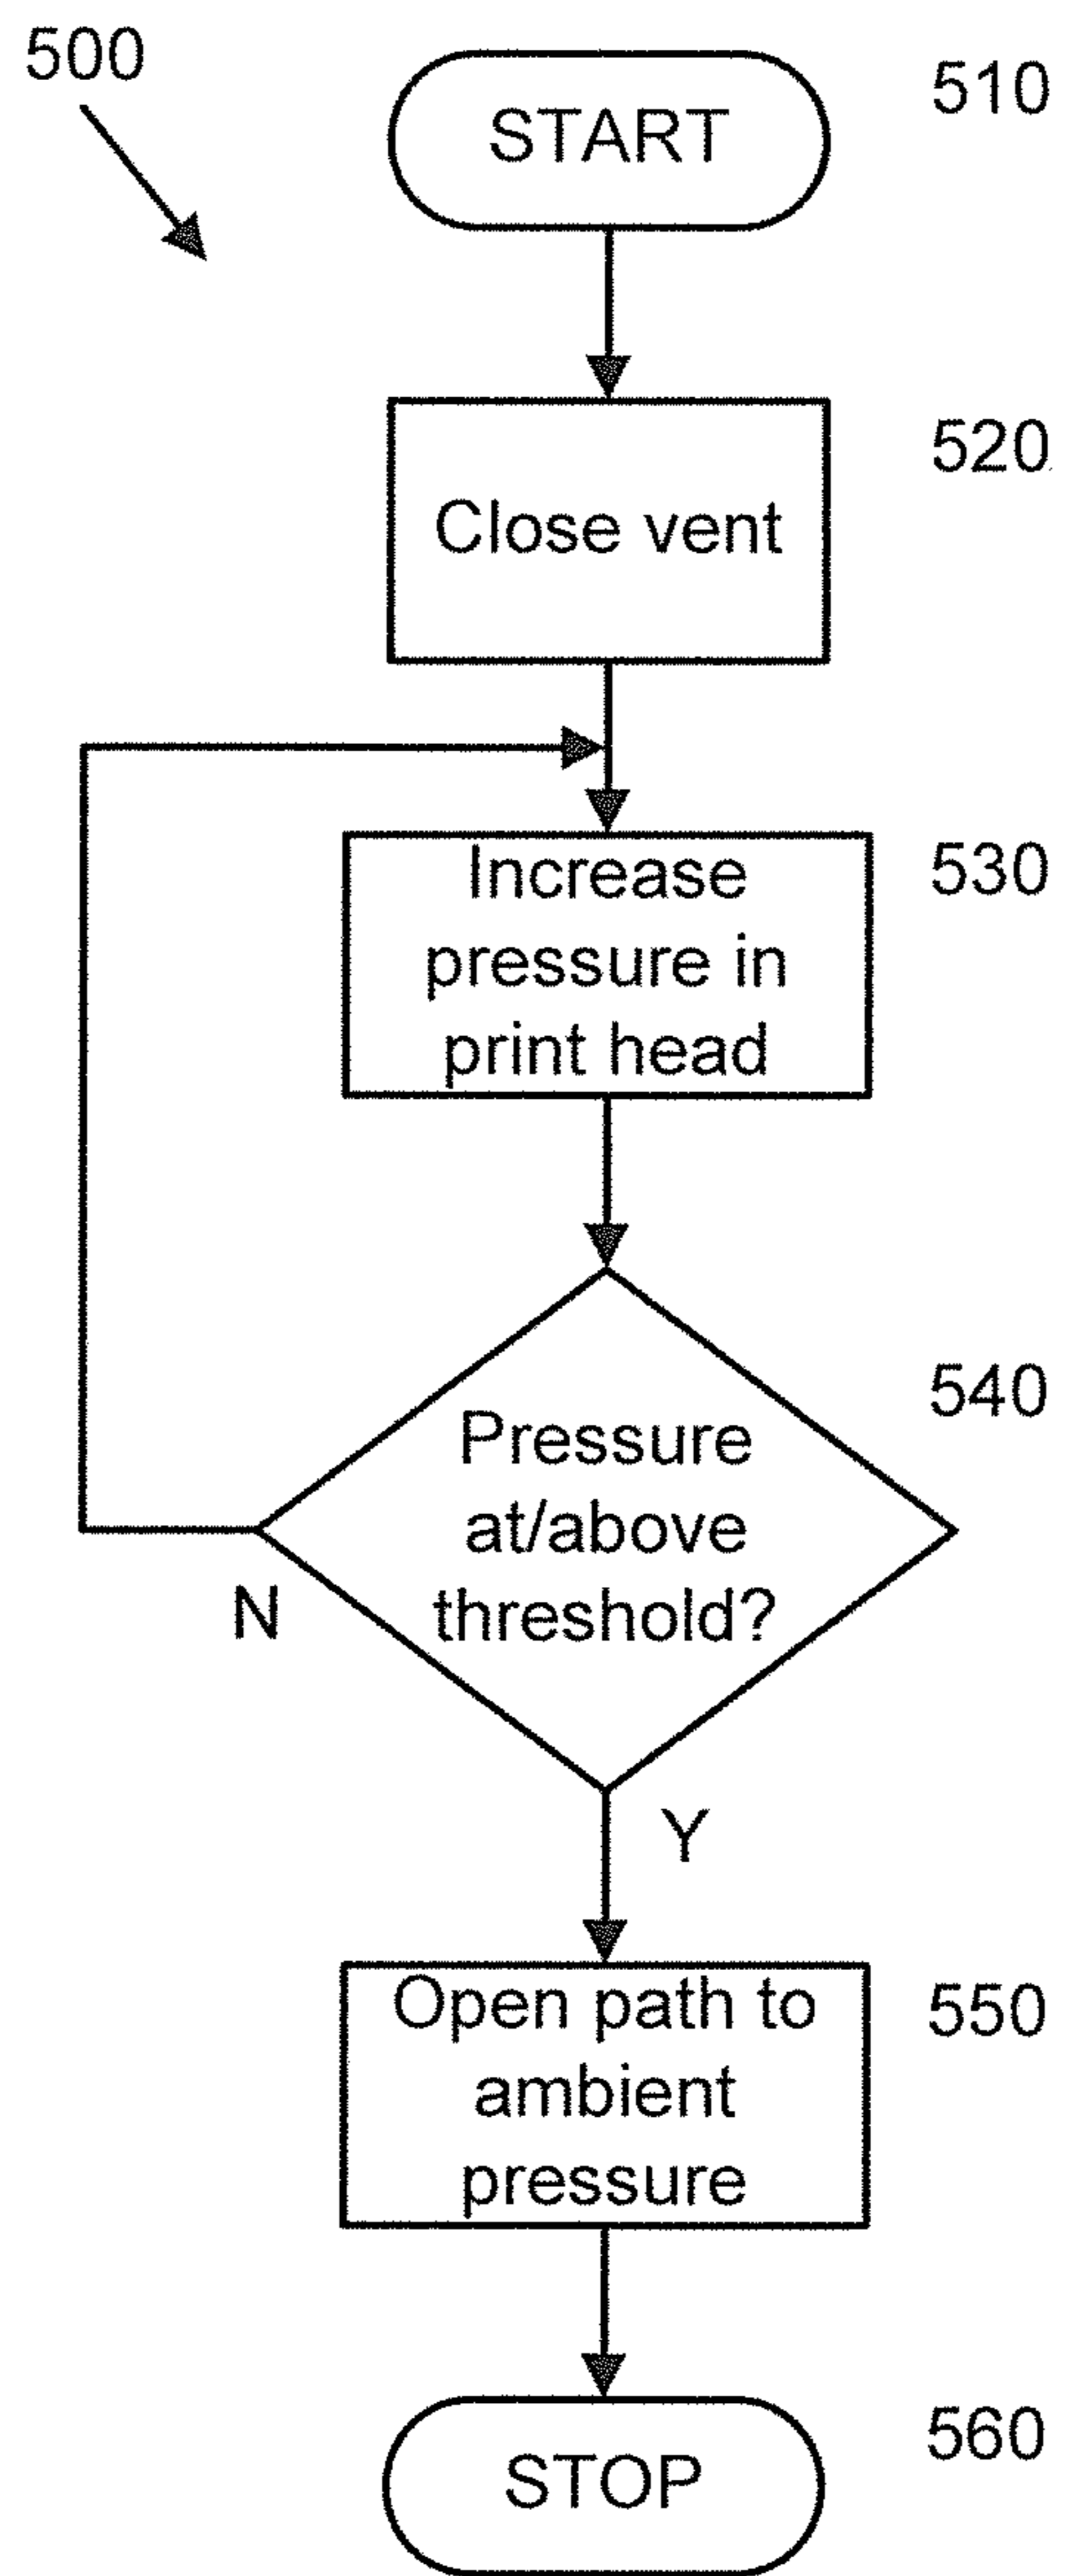 500
START
510
Close vent
520
Increase
pressure in
print head
530
Pressure
at/above
threshold?
540
N
Y
Open path to
ambient
pressure
550
STOP
560